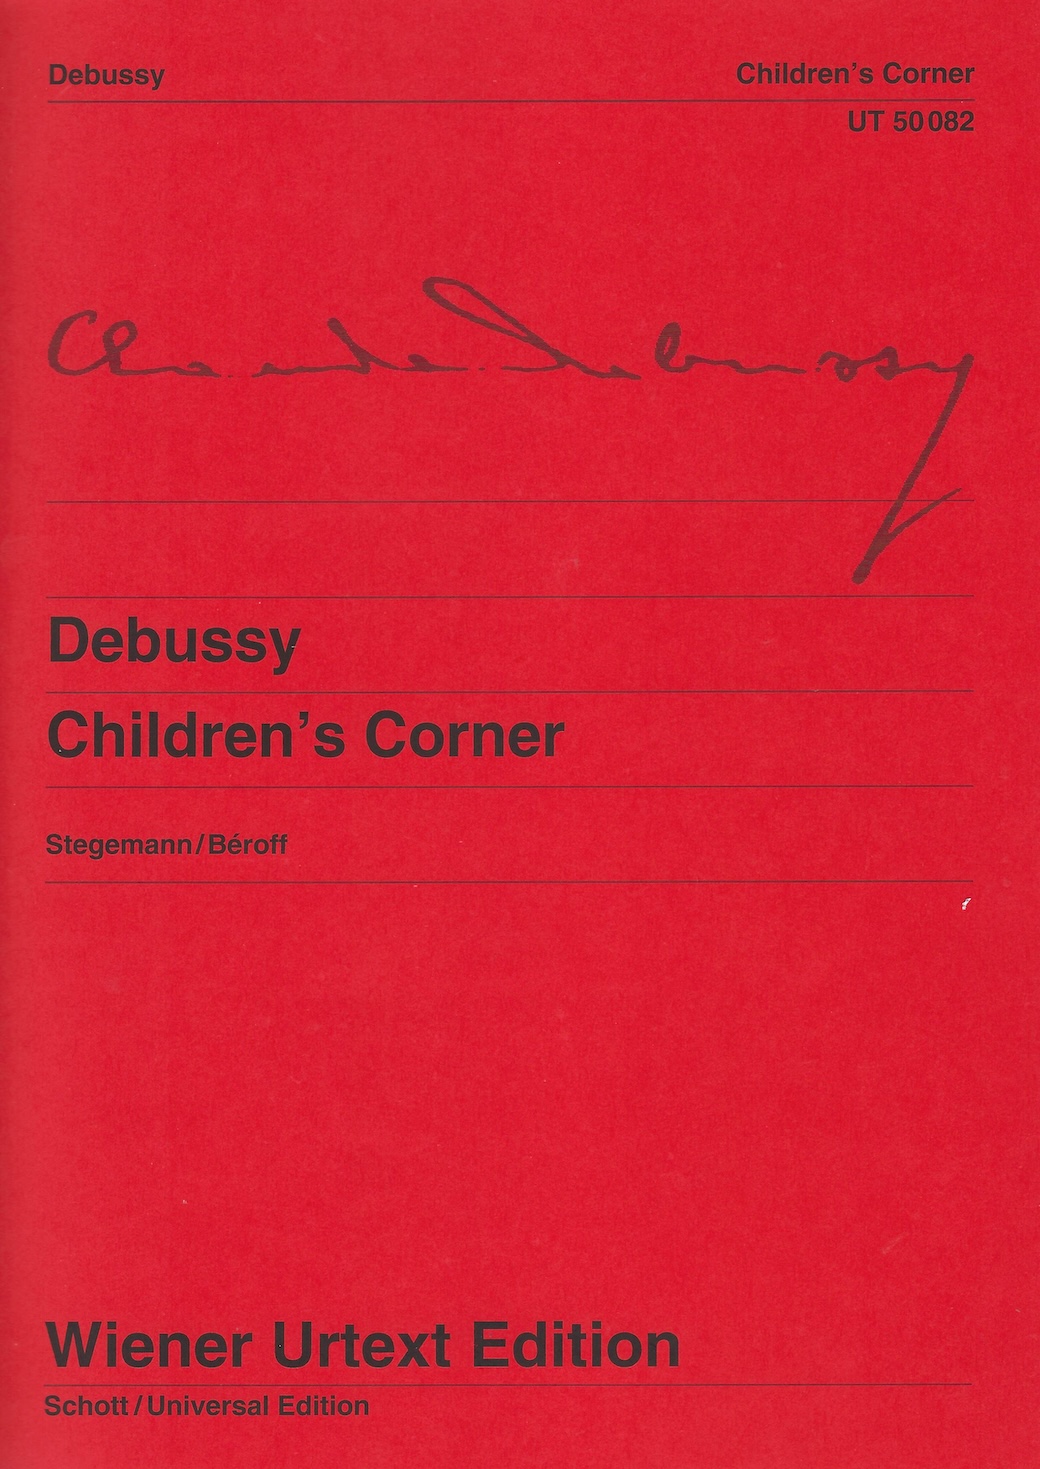 Debussy
Children's Corner
UT 50 082
Claude Debussy
Debussy
Children's Corner
Stegemann/Béroff
Wiener Urtext Edition
Schott/Universal Edition